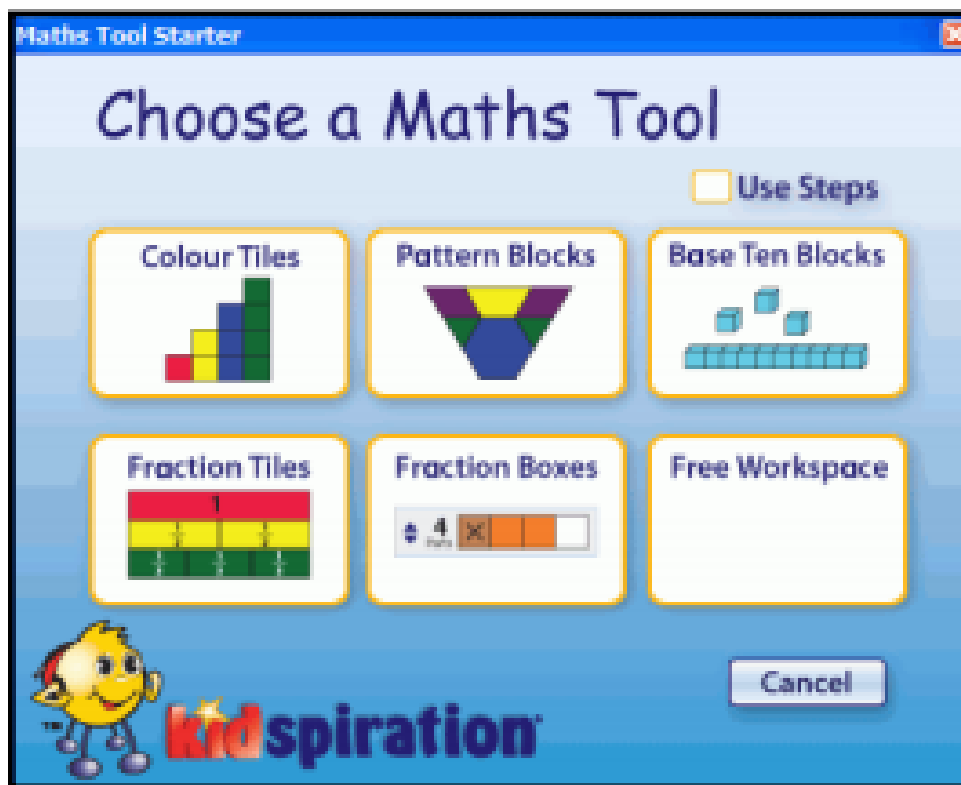 Maths Tool Starter
Choose a Maths Tool
Use Steps
Colour Tiles
Pattern Blocks
Base Ten Blocks
Fraction Tiles
1
Fraction Boxes
4
Free Workspace
Cancel
kidspiration
TM